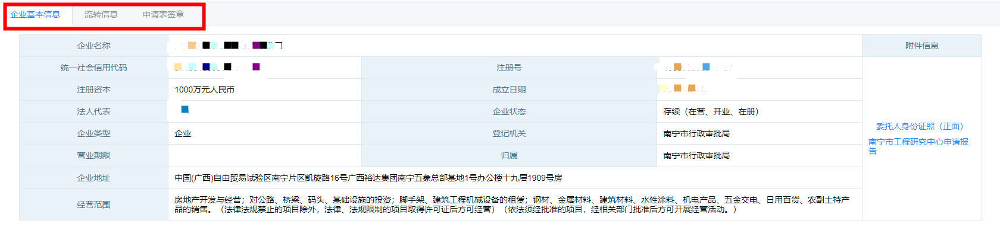 企业基本信息 流转信息 申请表签章
企业名称 门 附件信息
统一社会信用代码 注册号
注册资本 1000万元人民币 成立日期
法人代表 企业状态 存续（在营、开业、在册）
企业类型 企业 登记机关 南宁市行政审批局
营业期限 归属 南宁市行政审批局
企业地址 中国(广西)自由贸易试验区南宁片区凯旋路16号广西裕达集团南宁五象总部基地1号办公楼十九层1909号房
经营范围 房地产开发与经营；对公路、桥梁、码头、基础设施的投资；脚手架、建筑工程机械设备的租赁；钢材、金属材料、建筑材料、水性涂料、机电产品、五金交电、日用百货、农副土特产
品的销售。（法律法规禁止的项目除外，法律、法规限制的项目取得许可证后方可经营）（依法须经批准的项目，经相关部门批准后方可开展经营活动。）
委托人身份证照（正面）
南宁市工程研究中心申请报
告